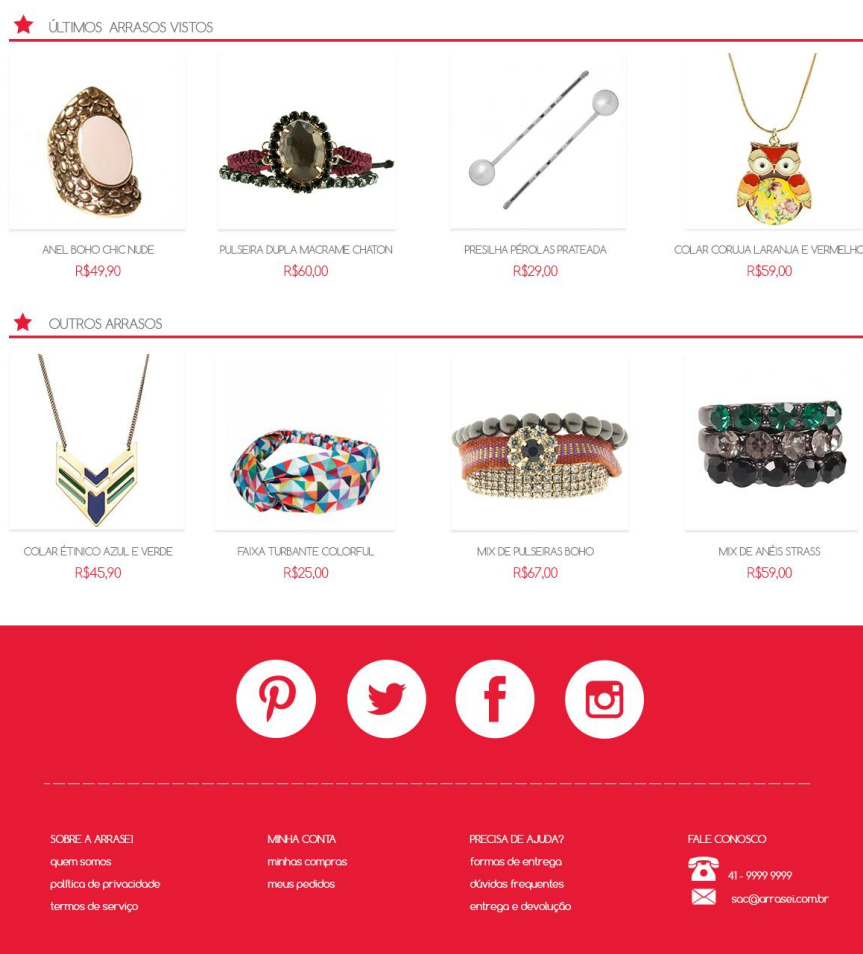 ÚLTIMOS ARRASOS VISTOS
ANEL BOHO CHIC NUDE
R$49,90
PULSEIRA DUPLA MACRAME CHATON
R$60,00
PRESILHA PÉROLAS PRATEADA
R$29,00
COLAR CORUJA LARANJA E VERMELHO
R$59,00
OUTROS ARRASOS
COLAR ÉTINICO AZUL E VERDE
R$45,90
FAIXA TURBANTE COLORFUL
R$25,00
MIX DE PULSEIRAS BOHO
R$67,00
MIX DE ANÉIS STRASS
R$59,00
SOBRE A ARRASEI
quem somos
política de privacidade
termos de serviço
MINHA CONTA
minhas compras
meus pedidos
PRECISA DE AJUDA?
formas de entrega
dúvidas frequentes
entrega e devolução
FALE CONOSCO
41 - 9999 9999
sac@arrasei.com.br